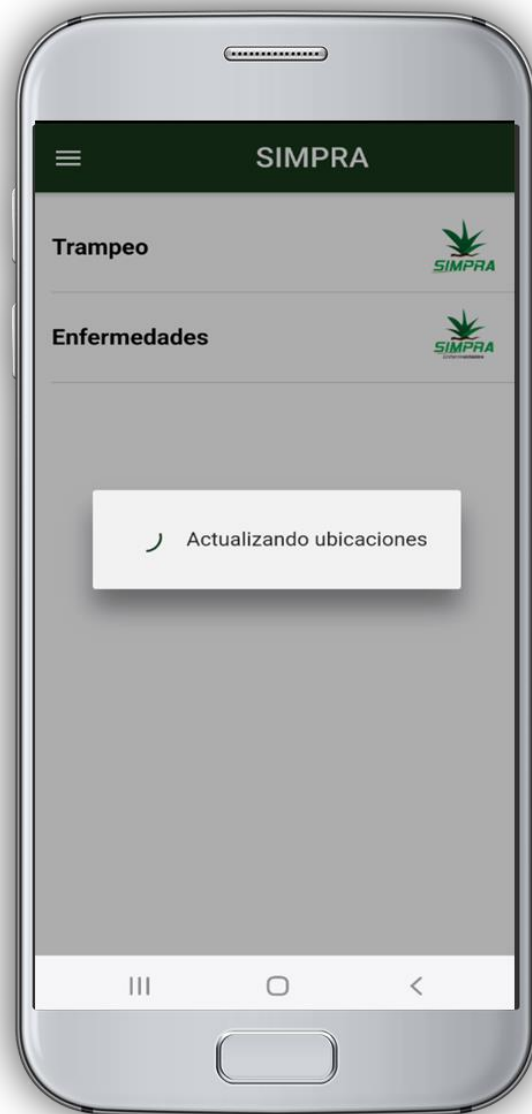 SIMPRA
Trampeo
SIMPRA
Enfermedades
SIMPRA
Actualizando ubicaciones